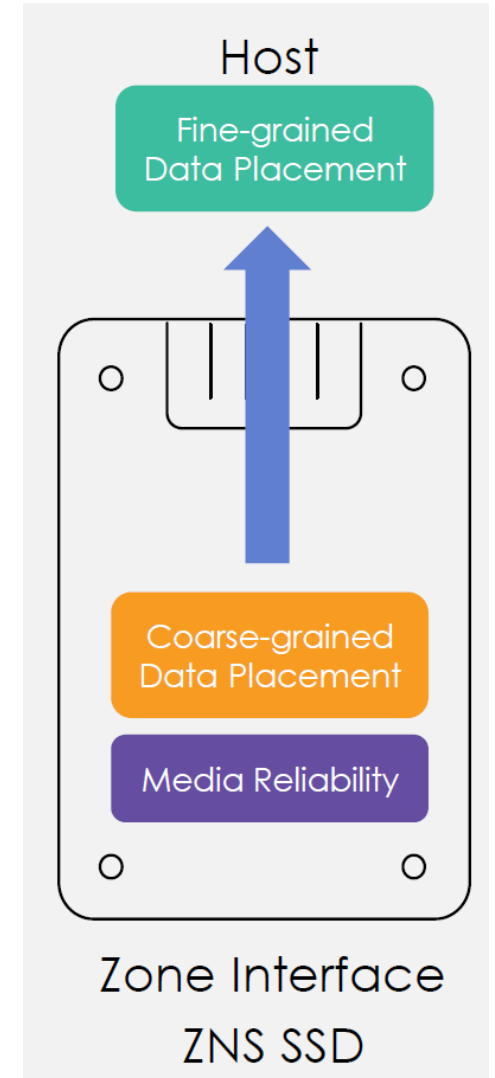 Host
Fine-grained
Data Placement
Coarse-grained
Data Placement
Media Reliability
Zone Interface
ZNS SSD